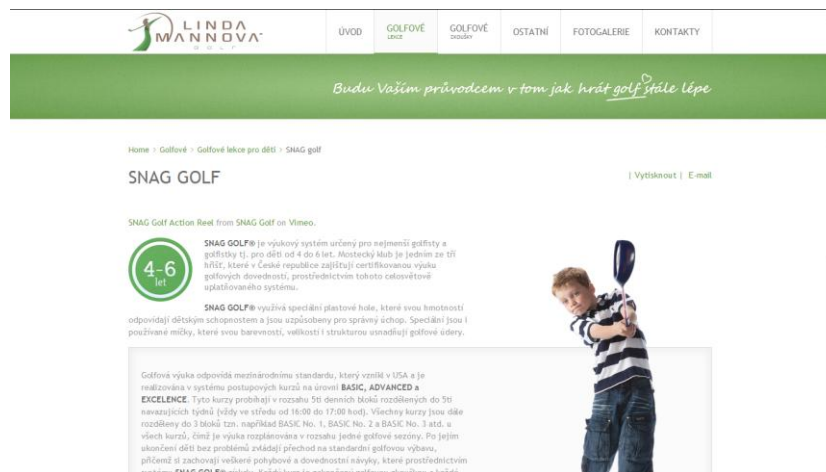 LINDA
MANNOVA
GOLF
ÚVOD
GOLFOVÉ
LEKCE
GOLFOVÉ
ZKOUŠKY
OSTATNÍ
FOTOGALERIE
KONTAKTY
Budu Vaším průvodcem v tom jak hrát golf stále lépe
Home > Golfové > Golfové lekce pro děti > SNAG golf
SNAG GOLF
| Vytisknout | E-mail
SNAG Golf Action Reel from SNAG Golf on Vimeo.
4-6
let
SNAG GOLF® je výukový systém určený pro nejmenší golfisty a
golfistky tj. pro děti od 4 do 6 let. Mostecký klub je jedním ze tří
hřišť, které v České republice zajišťují certifikovanou výuku
golfových dovedností, prostřednictvím tohoto celosvětově
uplatňovaného systému.
SNAG GOLF® využívá speciální plastové hole, které svou hmotností
odpovídají dětským schopnostem a jsou uzpůsobeny pro správný úchop. Speciální jsou i
používané míčky, které svou barevností, velikostí i strukturou usnadňují golfové údery.
Golfová výuka odpovídá mezinárodnímu standardu, který vznikl v USA a je
realizována v systému postupových kurzů na úrovni BASIC, ADVANCED a
EXCELENCE. Tyto kurzy probíhají v rozsahu 5ti denních bloků rozdělených do 5ti
navazujících týdnů (vždy ve středu od 16:00 do 17:00 hod). Všechny kurzy jsou dále
rozděleny do 3 bloků tzn. například BASIC No. 1, BASIC No. 2 a BASIC No. 3 atd. u
všech kurzů, čímž je výuka rozplánována v rozsahu jedné golfové sezóny. Po jejím
ukončení děti bez problémů zvládají přechod na standardní golfovou výbavu,
přičemž si zachovají veškeré pohybové a dovednostní návyky, které prostřednictvím
SNAG GOLF®